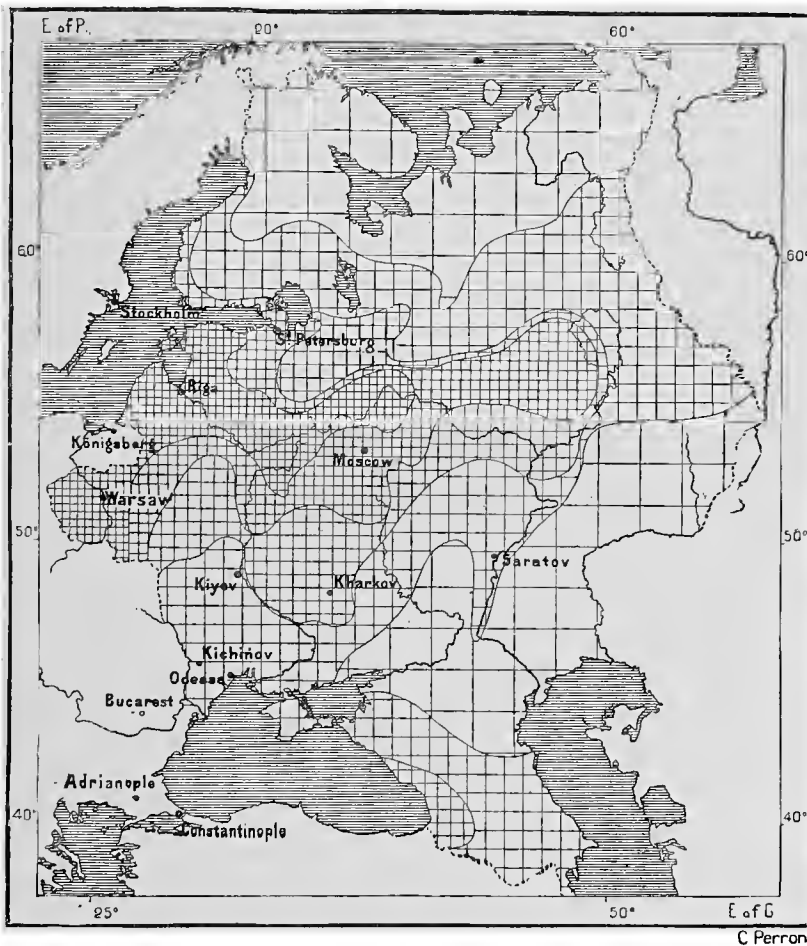 E of P. 20° 60°
60° 60°
Stockholm
St Petersburg
Riga
Königsberg
Moscow
Warsaw
50° 50°
Saratov
Kiyov Kharkov
Kichinov
Odessa
Bucarest
Adrianople
40° 40°
Constantinople
25° 50° E of G
C Perron